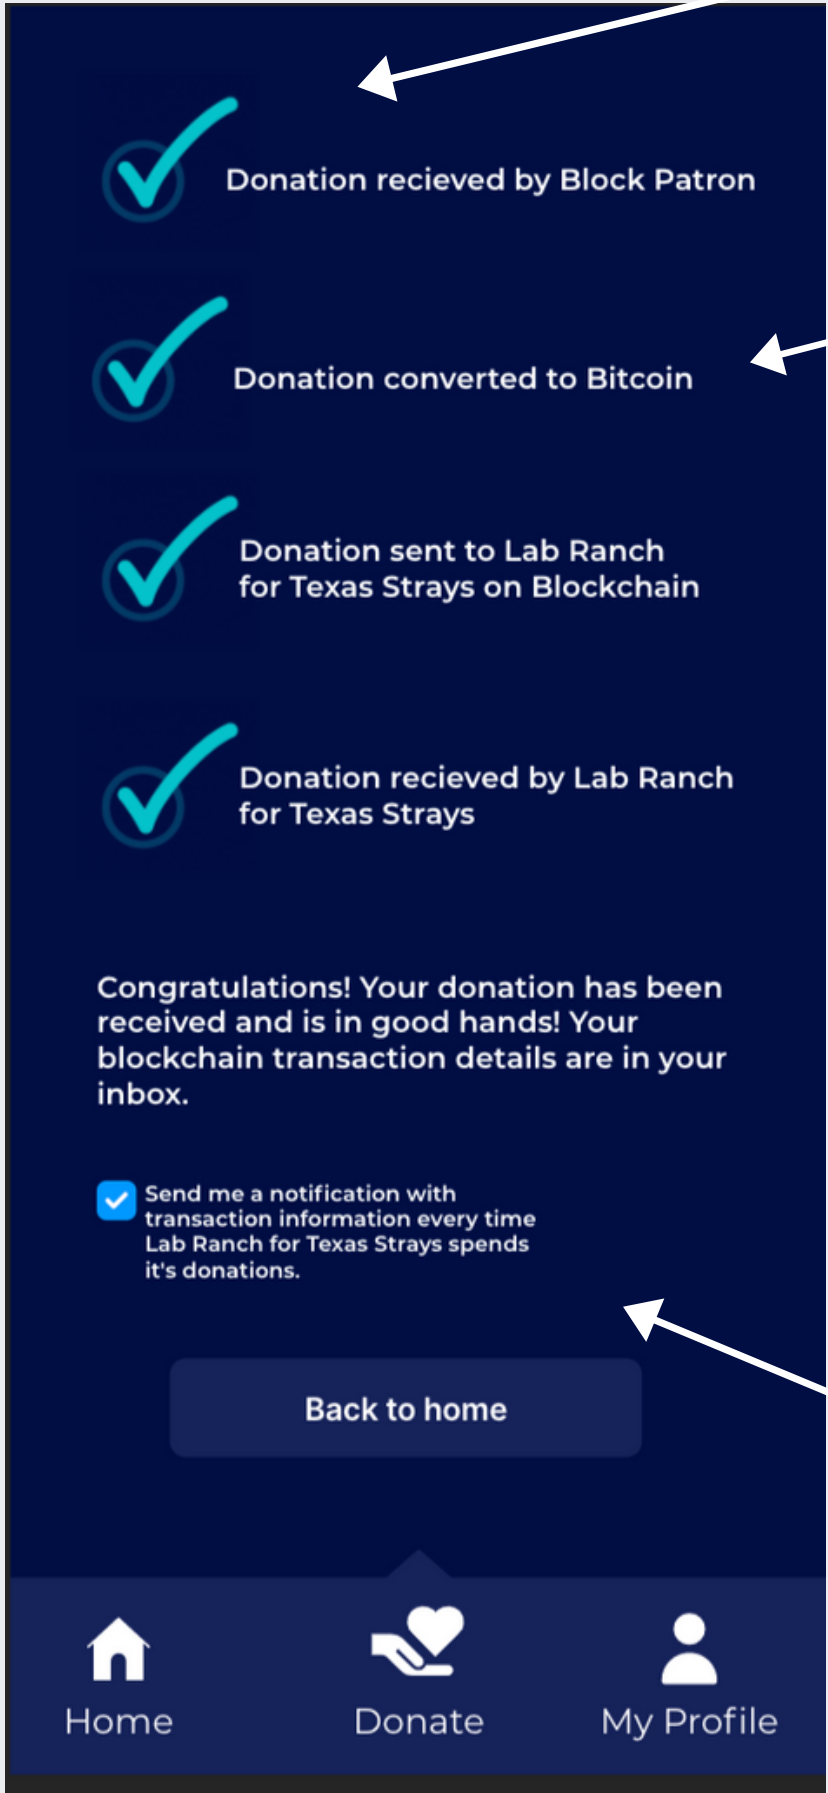 Donation recieved by Block Patron
Donation converted to Bitcoin
Donation sent to Lab Ranch
for Texas Strays on Blockchain
Donation recieved by Lab Ranch
for Texas Strays
Congratulations! Your donation has been
received and is in good hands! Your
blockchain transaction details are in your
inbox.
Send me a notification with
transaction information every time
Lab Ranch for Texas Strays spends
it's donations.
Back to home
Home
Donate
My Profile